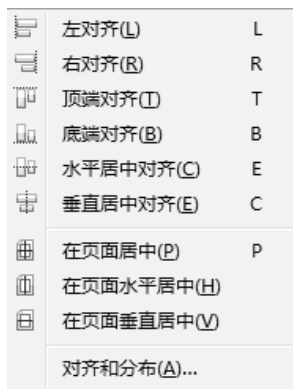 左对齐(L) L
右对齐(R) R
顶端对齐(T) T
底端对齐(B) B
水平居中对齐(C) E
垂直居中对齐(E) C
在页面居中(P) P
在页面水平居中(H)
在页面垂直居中(V)
对齐和分布(A)...